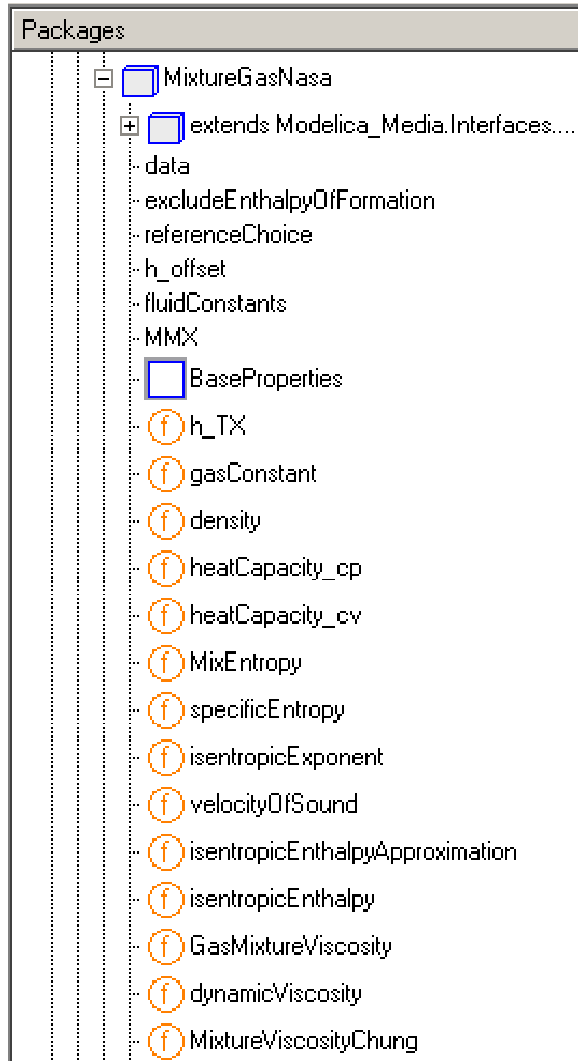 Packages
MixtureGasNasa
extends Modelica_Media.Interfaces....
data
excludeEnthalpyOfFormation
referenceChoice
h_offset
fluidConstants
MMX
BaseProperties
f h_TX
f gasConstant
f density
f heatCapacity_cp
f heatCapacity_cv
f MixEntropy
f specificEntropy
f isentropicExponent
f velocityOfSound
f isentropicEnthalpyApproximation
f isentropicEnthalpy
f GasMixtureViscosity
f dynamicViscosity
f MixtureViscosityChung